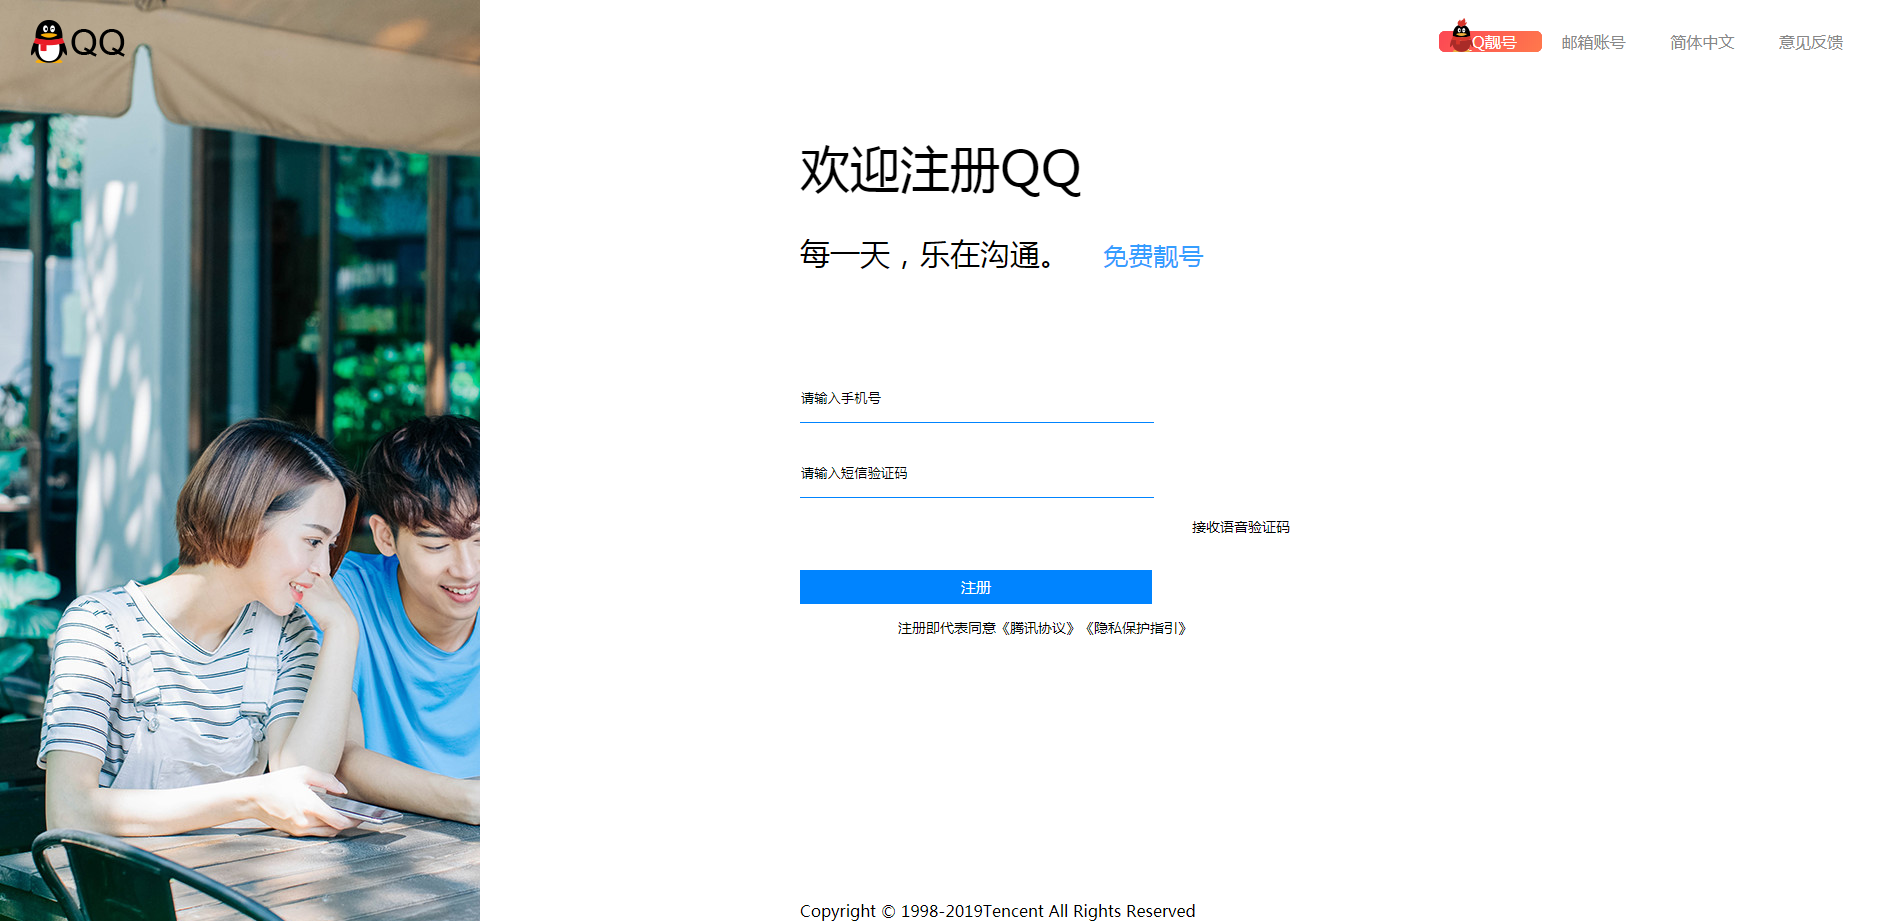 QQ
Q靓号 邮箱账号 简体中文 意见反馈
欢迎注册QQ
每一天，乐在沟通。 免费靓号
请输入手机号
请输入短信验证码
接收语音验证码
注册
注册即代表同意《腾讯协议》《隐私保护指引》
Copyright © 1998-2019Tencent All Rights Reserved